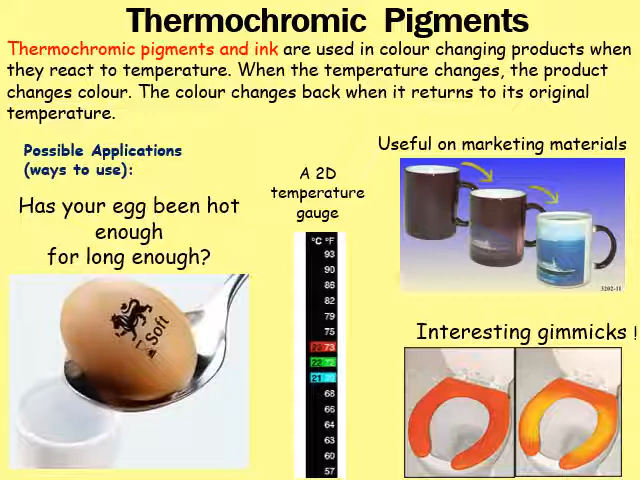 Thermochromic Pigments
Thermochromic pigments and ink are used in colour changing products when
they react to temperature. When the temperature changes, the product
changes colour. The colour changes back when it returns to its original
temperature.
Possible Applications
(ways to use):
Has your egg been hot
enough
for long enough?
Soft
A 2D
temperature
gauge
°C °F
93
90
86
82
79
75
23 73
22 72
21 70
68
66
64
63
60
57
Useful on marketing materials
3202-11
Interesting gimmicks !